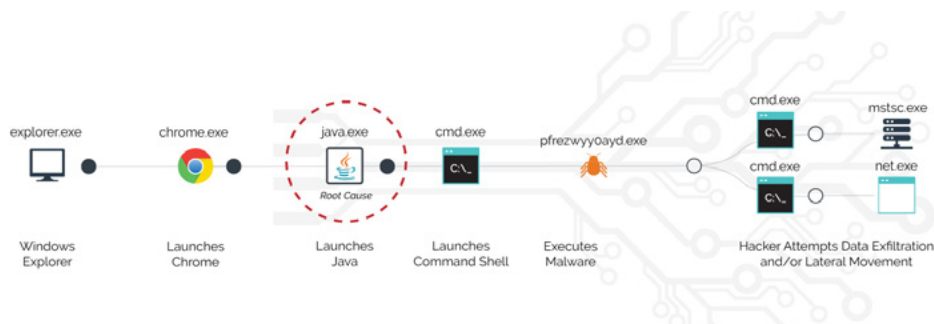 explorer.exe
chrome.exe
java.exe
Root Cause
cmd.exe
C:\_
pfrezwyy0ayd.exe
cmd.exe
C:\_
mstsc.exe
cmd.exe
C:\_
net.exe
Windows
Explorer
Launches
Chrome
Launches
Java
Launches
Command Shell
Executes
Malware
Hacker Attempts Data Exfiltration
and/or Lateral Movement